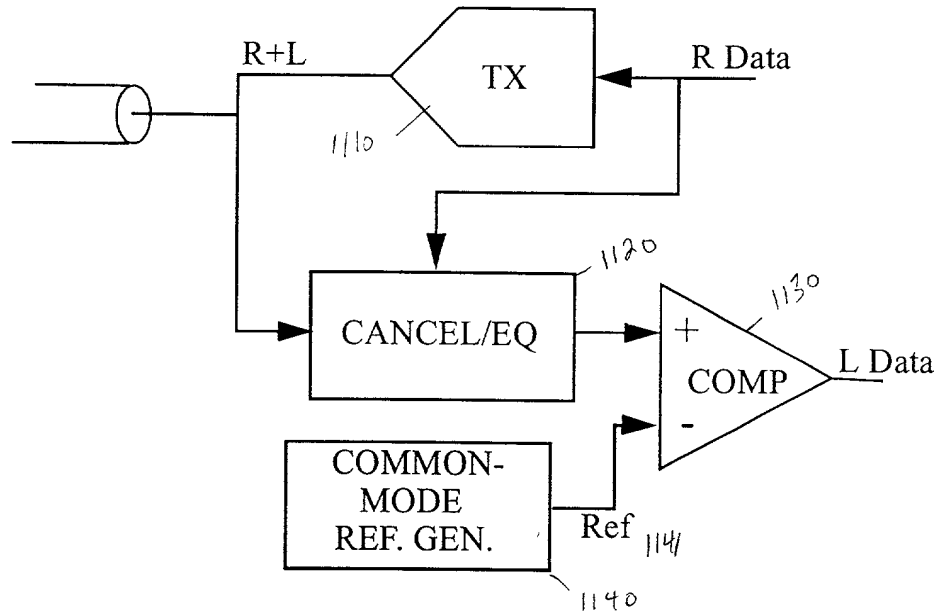 R+L
TX
R Data
1110
1120
CANCEL/EQ
1130
+
COMP
-
L Data
COMMON-
MODE
REF. GEN.
Ref 1141
1140